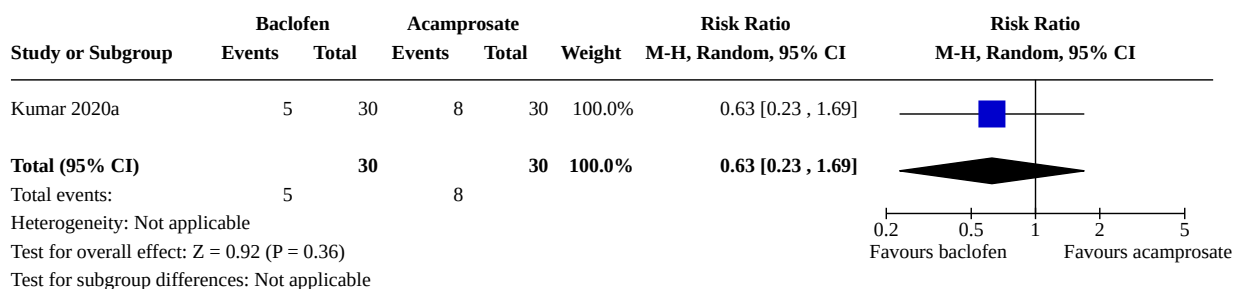 Baclofen Acamprosate Risk Ratio Risk Ratio
Study or Subgroup Events Total Events Total Weight M-H, Random, 95% CI M-H, Random, 95% CI
Kumar 2020a 5 30 8 30 100.0% 0.63 [0.23 , 1.69]
Total (95% CI) 30 30 100.0% 0.63 [0.23 , 1.69]
Total events: 5 8
Heterogeneity: Not applicable
0.2 0.5 1 2 5
Test for overall effect: Z = 0.92 (P = 0.36) Favours baclofen Favours acamprosate
Test for subgroup differences: Not applicable